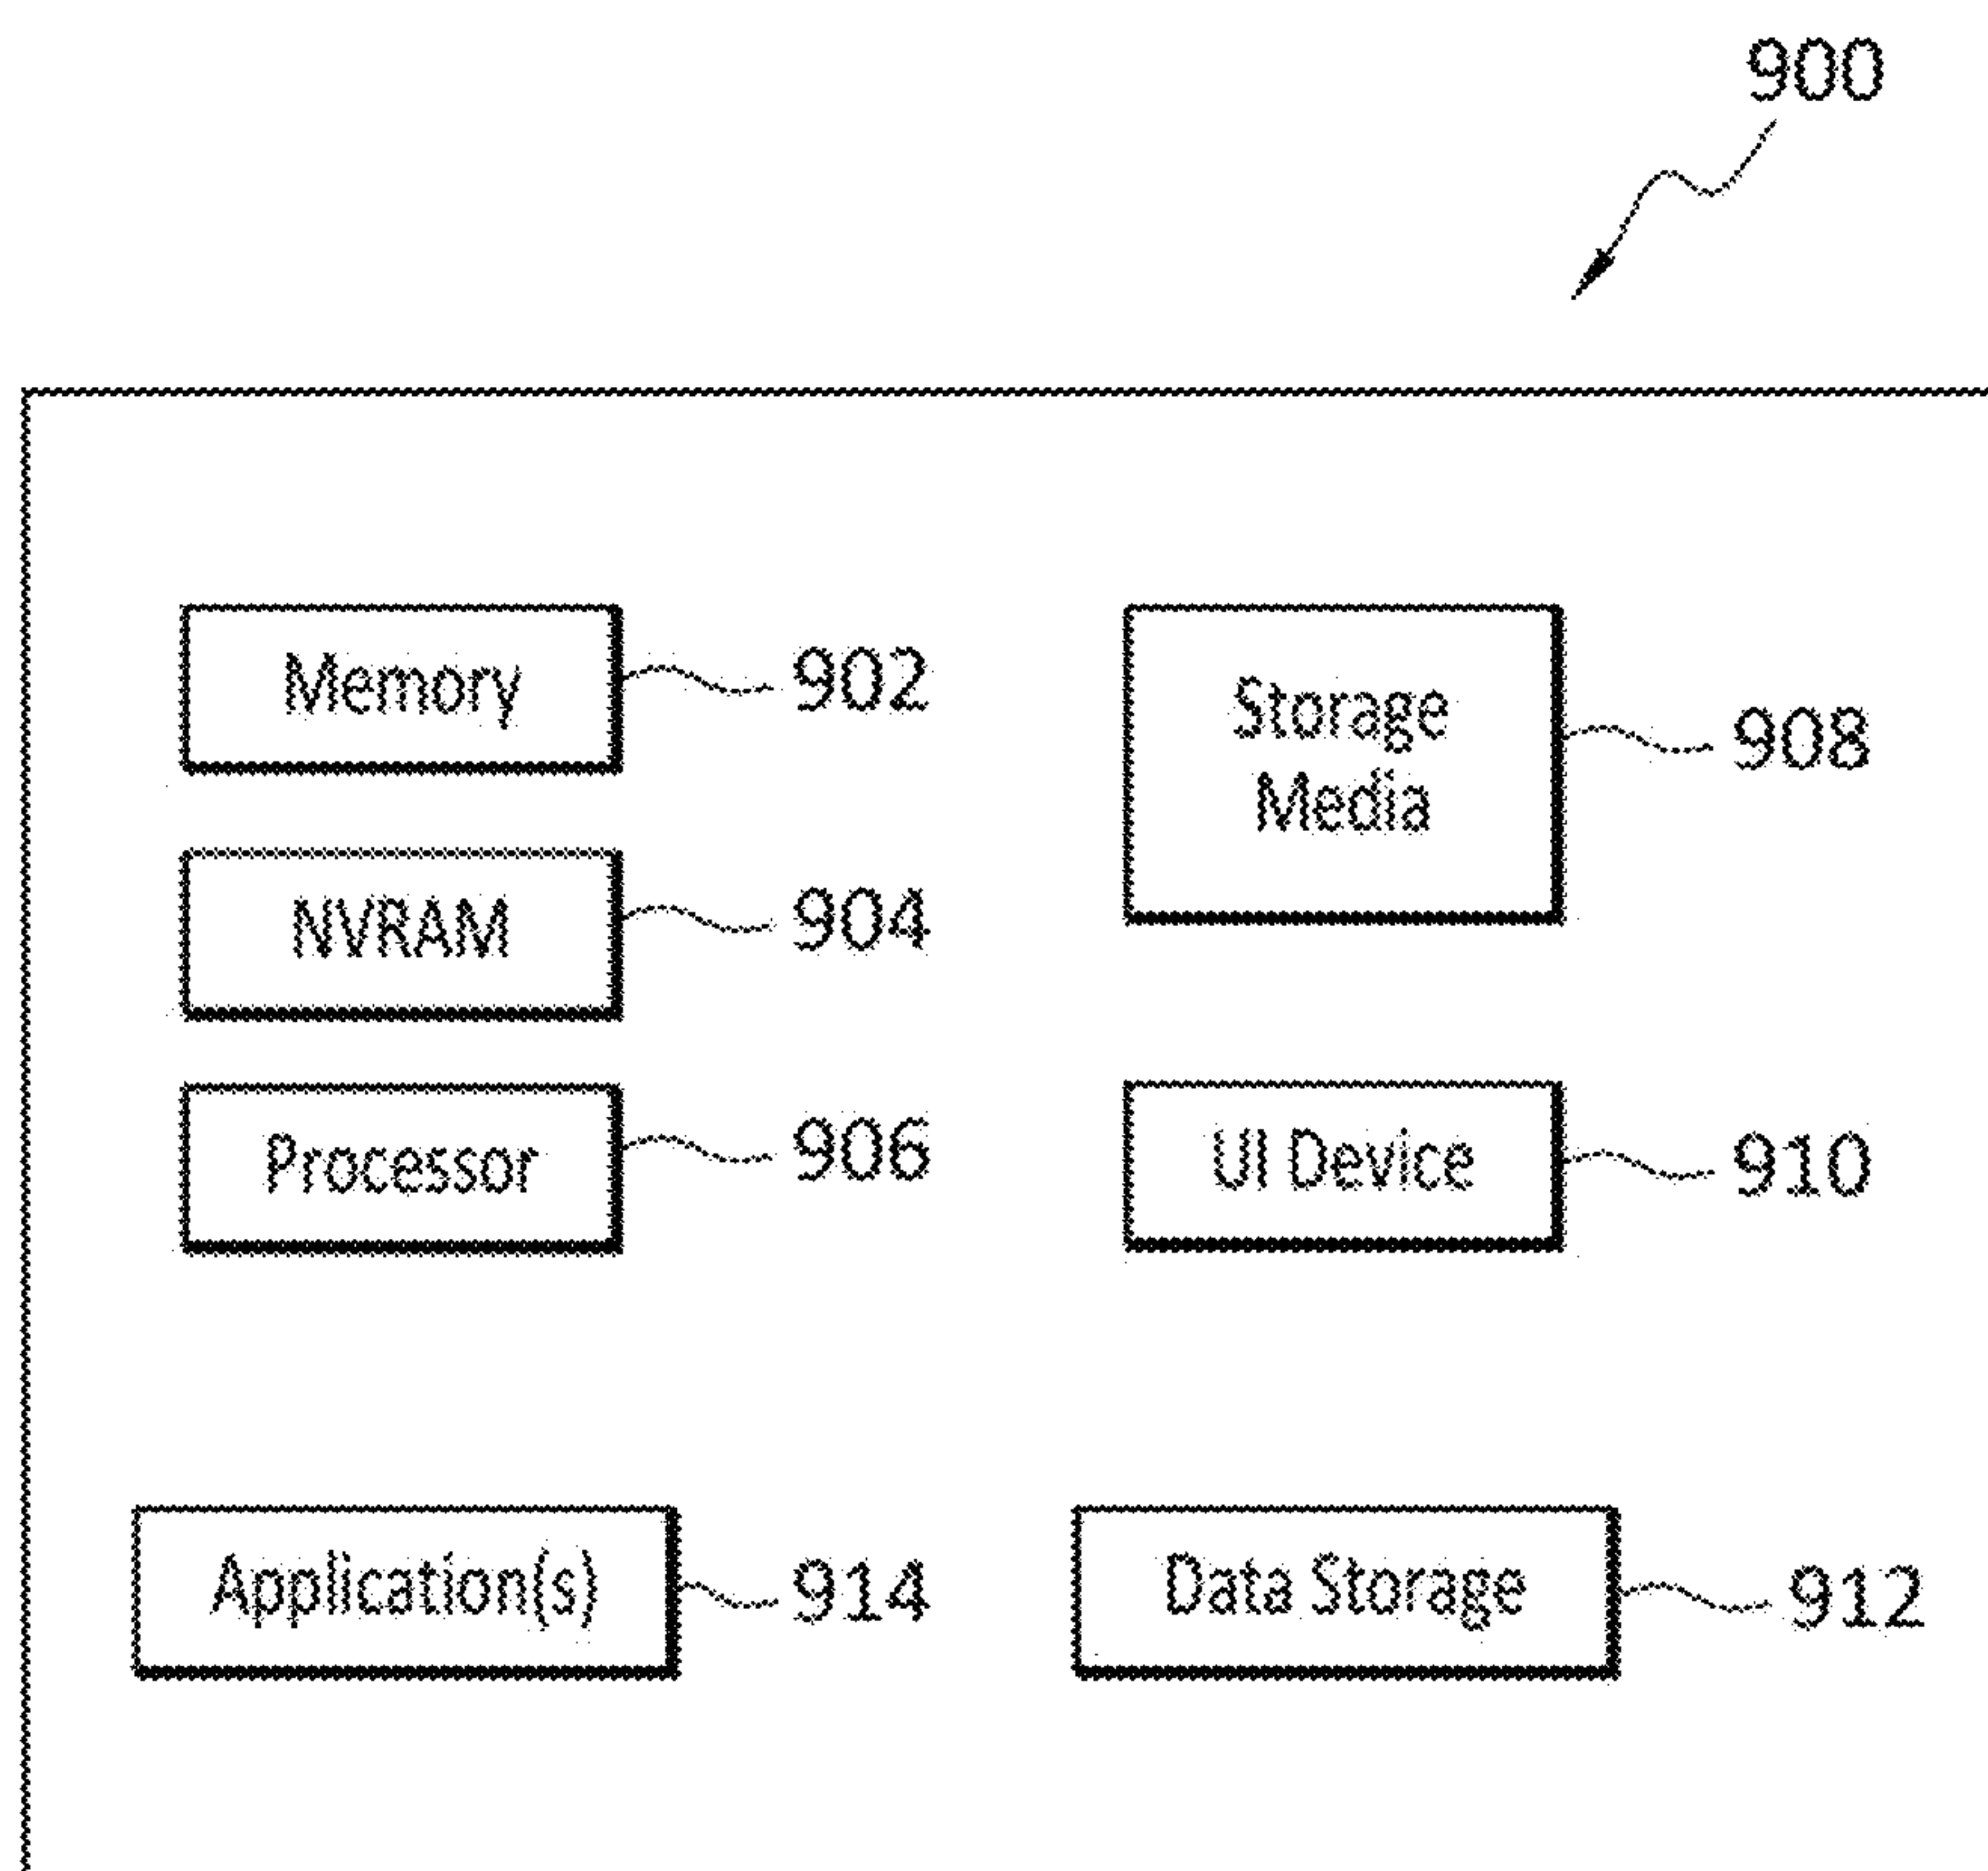 900
Memory
902
Storage
Media
908
NVRAM
904
Processor
906
UI Device
910
Application(s)
914
Data Storage
912